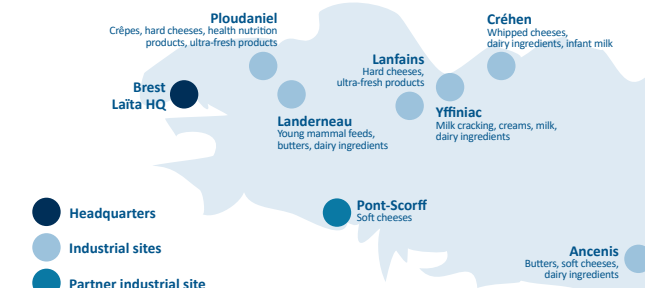 Ploudaniel
Crêpes, hard cheeses, health nutrition
products, ultra-fresh products
Créhen
Whipped cheeses,
dairy ingredients, infant milk
Lanfains
Hard cheeses,
ultra-fresh products
Brest
Laïta HQ
Landerneau
Young mammal feeds,
butters, dairy ingredients
Yffiniac
Milk cracking, creams, milk,
dairy ingredients
Pont-Scorff
Soft cheeses
Headquarters
Industrial sites
Partner industrial site
Ancenis
Butters, soft cheeses,
dairy ingredients